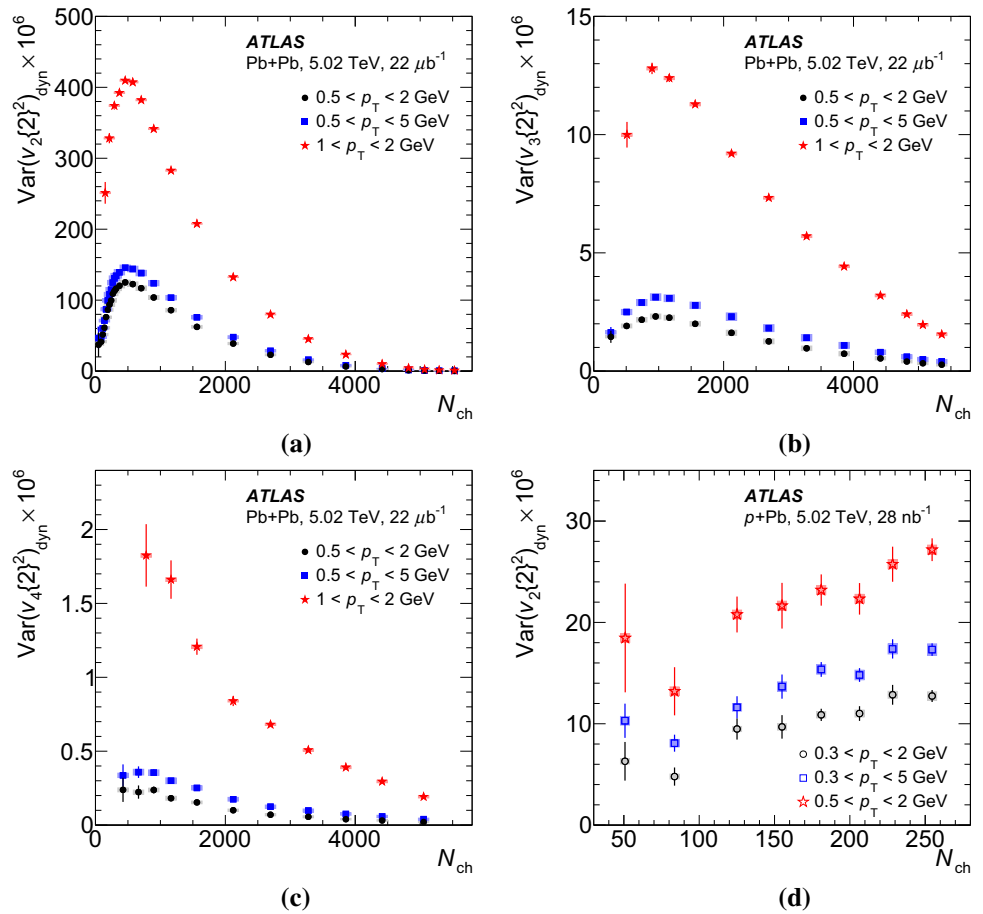 Var(v₂{2}²)dyn × 10⁶
500
400
300
200
100
0
ATLAS
Pb+Pb, 5.02 TeV, 22 μb⁻¹
0.5 < pT < 2 GeV
0.5 < pT < 5 GeV
1 < pT < 2 GeV
0 2000 4000
Nch
(a)
Var(v₃{2}²)dyn × 10⁶
15
10
5
0
ATLAS
Pb+Pb, 5.02 TeV, 22 μb⁻¹
0.5 < pT < 2 GeV
0.5 < pT < 5 GeV
1 < pT < 2 GeV
0 2000 4000
Nch
(b)
Var(v₄{2}²)dyn × 10⁶
2
1.5
1
0.5
0
ATLAS
Pb+Pb, 5.02 TeV, 22 μb⁻¹
0.5 < pT < 2 GeV
0.5 < pT < 5 GeV
1 < pT < 2 GeV
0 2000 4000
Nch
(c)
Var(v₂{2}²)dyn × 10⁶
30
20
10
0
ATLAS
p+Pb, 5.02 TeV, 28 nb⁻¹
0.3 < pT < 2 GeV
0.3 < pT < 5 GeV
0.5 < pT < 2 GeV
50 100 150 200 250
Nch
(d)